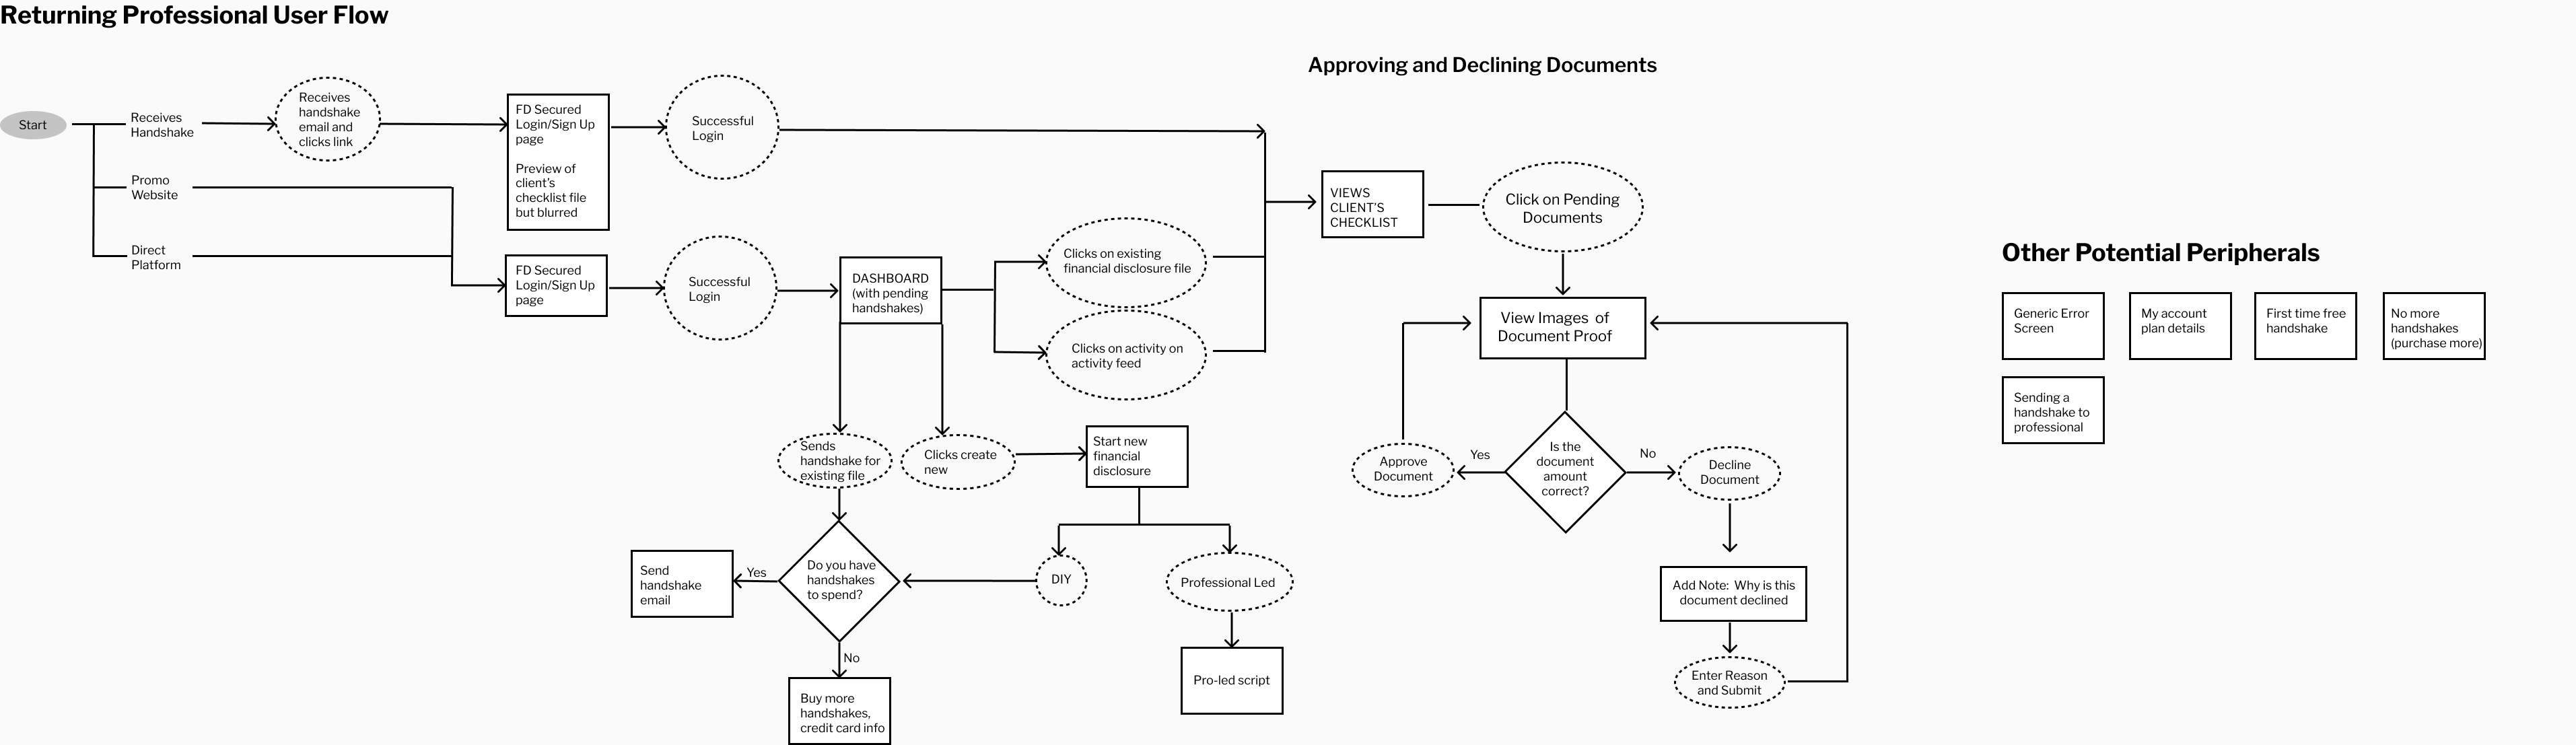 Returning Professional User Flow
Approving and Declining Documents
Start
Receives
Handshake
Receives
handshake
email and
clicks link
FD Secured
Login/Sign Up
page
Preview of
client's
checklist file
but blurred
Successful
Login
Promo
Website
Direct
Platform
FD Secured
Login/Sign Up
page
Successful
Login
DASHBOARD
(with pending
handshakes)
Clicks on existing
financial disclosure file
Clicks on activity on
activity feed
VIEWS
CLIENT'S
CHECKLIST
Click on Pending
Documents
View Images of
Document Proof
Is the
document
amount
correct?
Yes
Approve
Document
No
Decline
Document
Add Note: Why is this
document declined
Enter Reason
and Submit
Sends
handshake for
existing file
Clicks create
new
Start new
financial
disclosure
DIY
Professional Led
Pro-led script
Do you have
handshakes
to spend?
Yes
Send
handshake
email
No
Buy more
handshakes,
credit card info
Other Potential Peripherals
Generic Error
Screen
My account
plan details
First time free
handshake
No more
handshakes
(purchase more)
Sending a
handshake to
professional